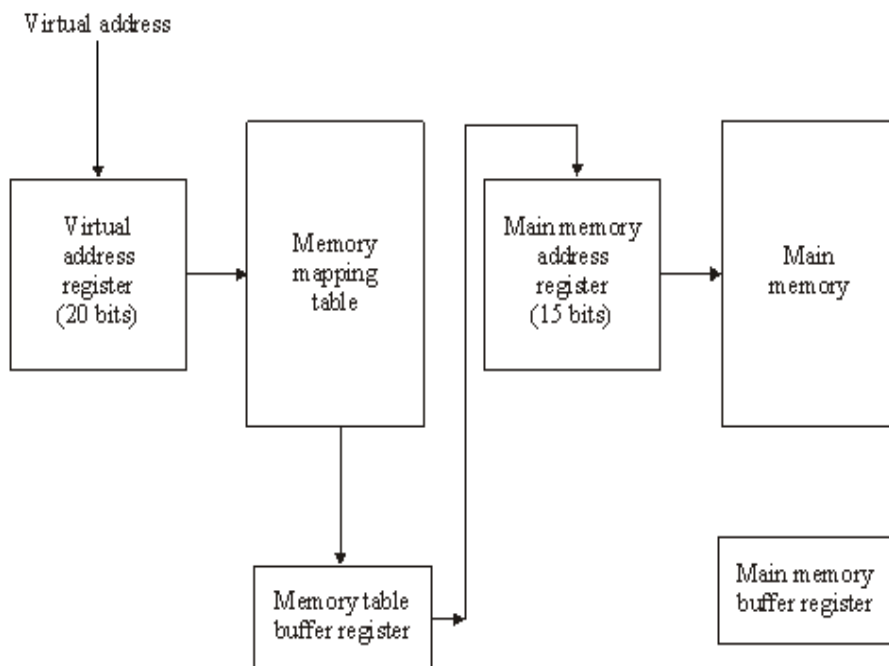 Virtual address
Virtual
address
register
(20 bits)
Memory
mapping
table
Main memory
address
register
(15 bits)
Main
memory
Memory table
buffer register
Main memory
buffer register